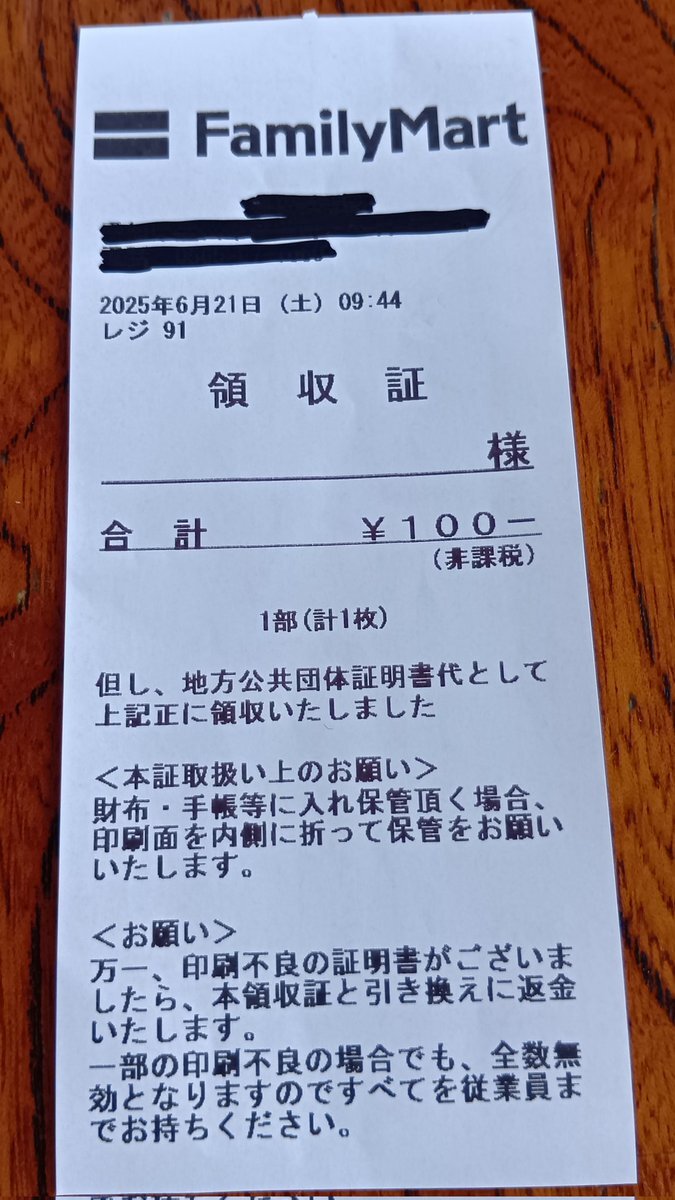 FamilyMart
2025年6月21日 (土) 09:44
レジ 91
領 収 証
様
合 計 ¥100-
(非課税)
1部(計1枚)
但し、地方公共団体証明書代として
上記正に領収いたしました
<本証取扱い上のお願い>
財布・手帳等に入れ保管頂く場合、
印刷面を内側に折って保管をお願い
いたします。
<お願い>
万一、印刷不良の証明書がございま
したら、本領収証と引き換えに返金
いたします。
一部の印刷不良の場合でも、全数無
効となりますのですべてを従業員ま
でお持ちください。